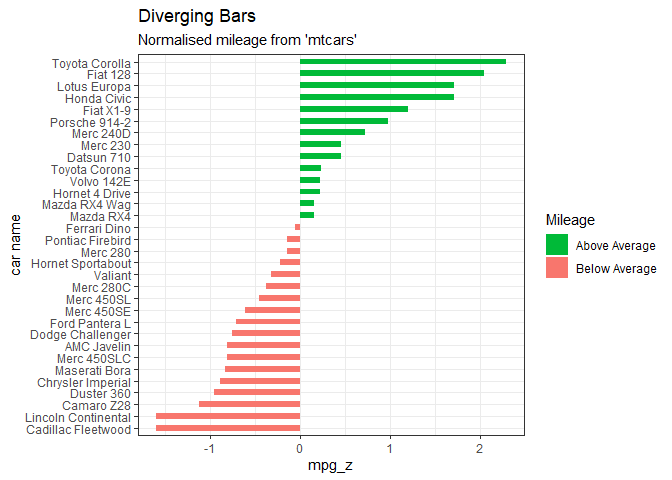 Diverging Bars
Normalised mileage from 'mtcars'
car name
Toyota Corolla
Fiat 128
Lotus Europa
Honda Civic
Fiat X1-9
Porsche 914-2
Merc 240D
Merc 230
Datsun 710
Toyota Corona
Volvo 142E
Hornet 4 Drive
Mazda RX4 Wag
Mazda RX4
Ferrari Dino
Pontiac Firebird
Merc 280
Hornet Sportabout
Valiant
Merc 280C
Merc 450SL
Merc 450SE
Ford Pantera L
Dodge Challenger
AMC Javelin
Merc 450SLC
Maserati Bora
Chrysler Imperial
Duster 360
Camaro Z28
Lincoln Continental
Cadillac Fleetwood
-1 0 1 2
mpg_z
Mileage
Above Average
Below Average